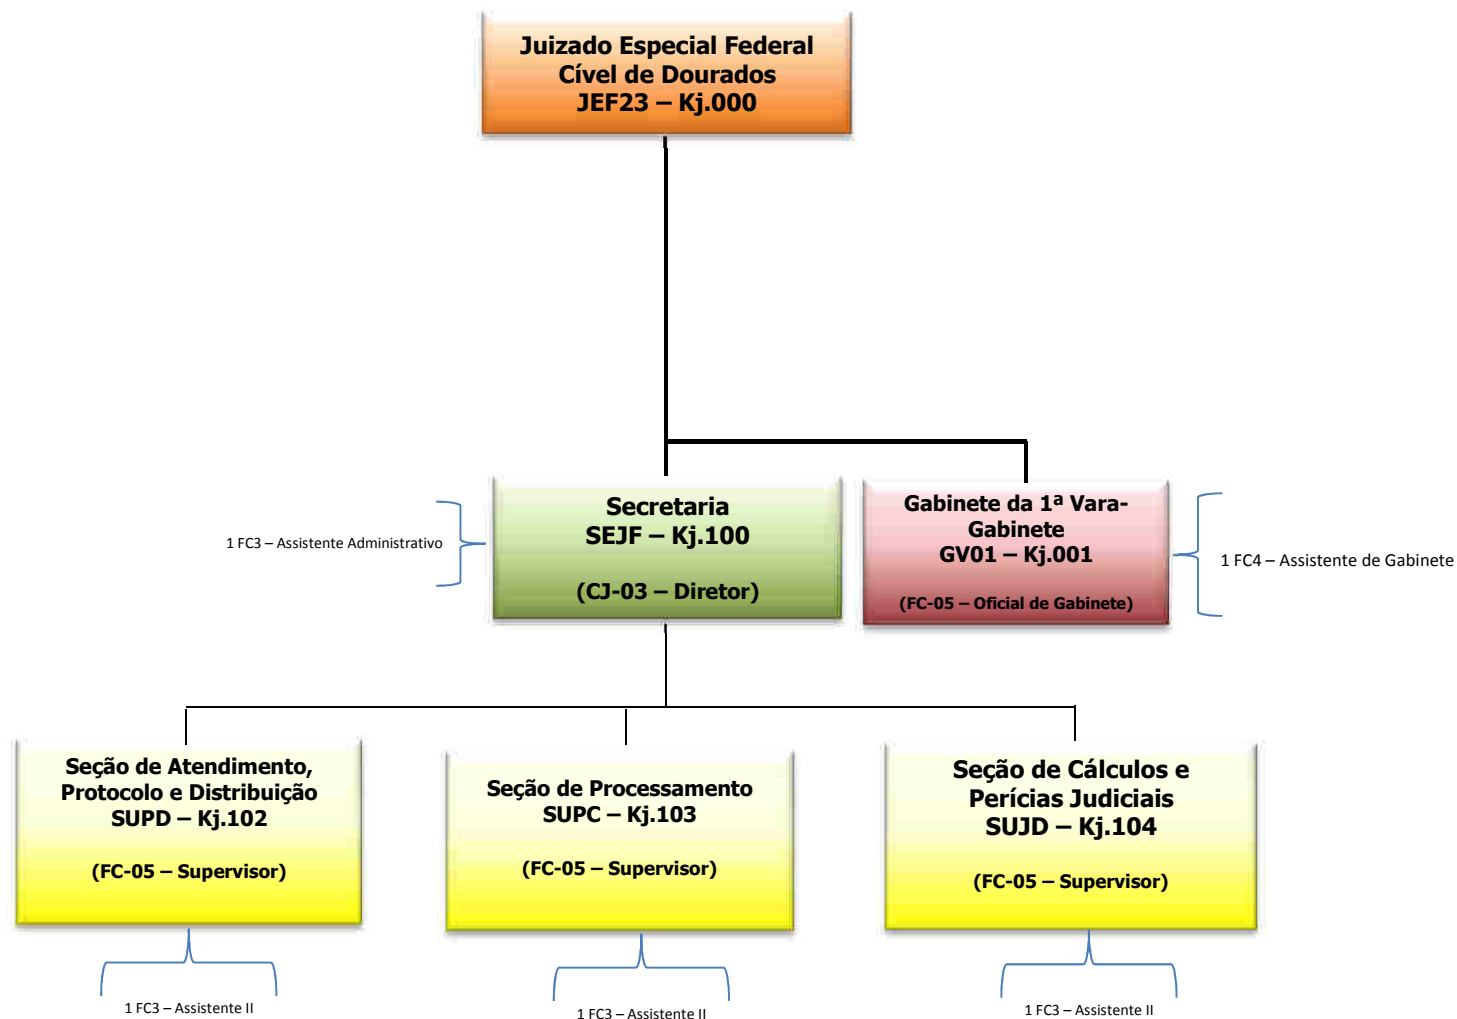 Juizado Especial Federal
Cível de Dourados
JEF23 – Kj.000
1 FC3 – Assistente Administrativo
Secretaria
SEJF – Kj.100
(CJ-03 – Diretor)
Gabinete da 1ª Vara-
Gabinete
GV01 – Kj.001
(FC-05 – Oficial de Gabinete)
1 FC4 – Assistente de Gabinete
Seção de Atendimento,
Protocolo e Distribuição
SUPD – Kj.102
(FC-05 – Supervisor)
Seção de Processamento
SUPC – Kj.103
(FC-05 – Supervisor)
Seção de Cálculos e
Perícias Judiciais
SUJD – Kj.104
(FC-05 – Supervisor)
1 FC3 – Assistente II
1 FC3 – Assistente II
1 FC3 – Assistente II